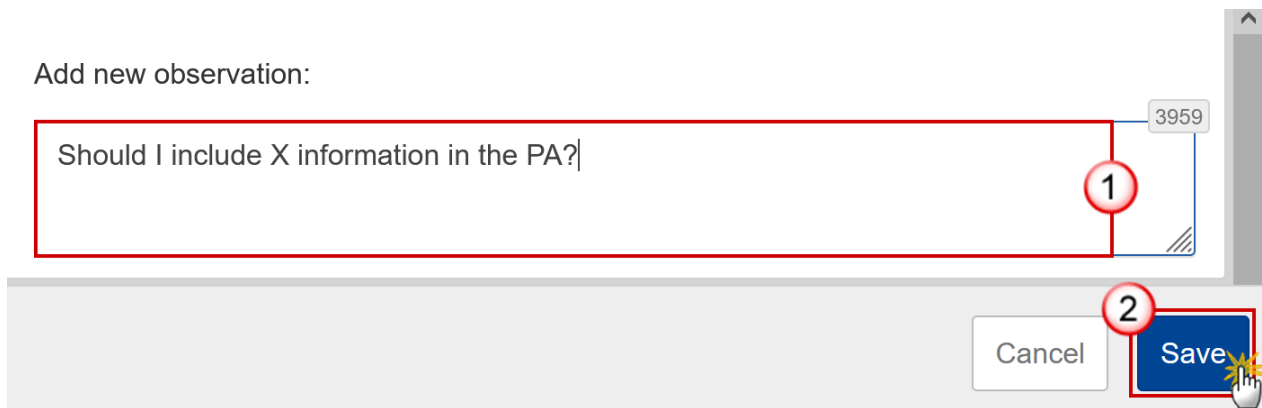 Add new observation:
3959
Should I include X information in the PA?
1
2
Cancel
Save